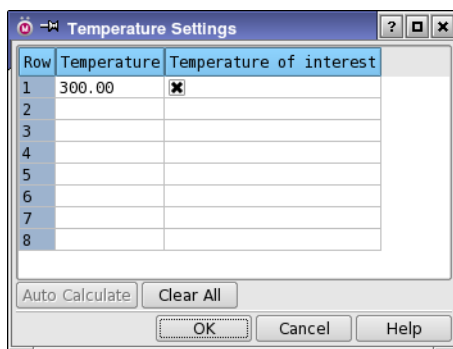 Temperature Settings ?
Row Temperature Temperature of interest
1 300.00
2
3
4
5
6
7
8
Auto Calculate Clear All
OK Cancel Help